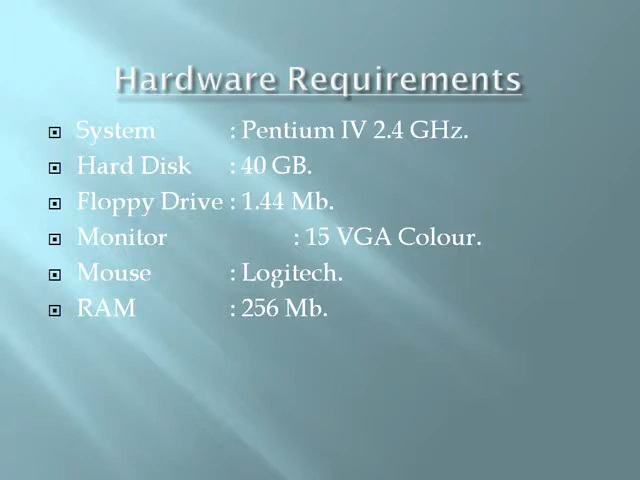 Hardware Requirements
System : Pentium IV 2.4 GHz.
Hard Disk : 40 GB.
Floppy Drive : 1.44 Mb.
Monitor : 15 VGA Colour.
Mouse : Logitech.
RAM : 256 Mb.